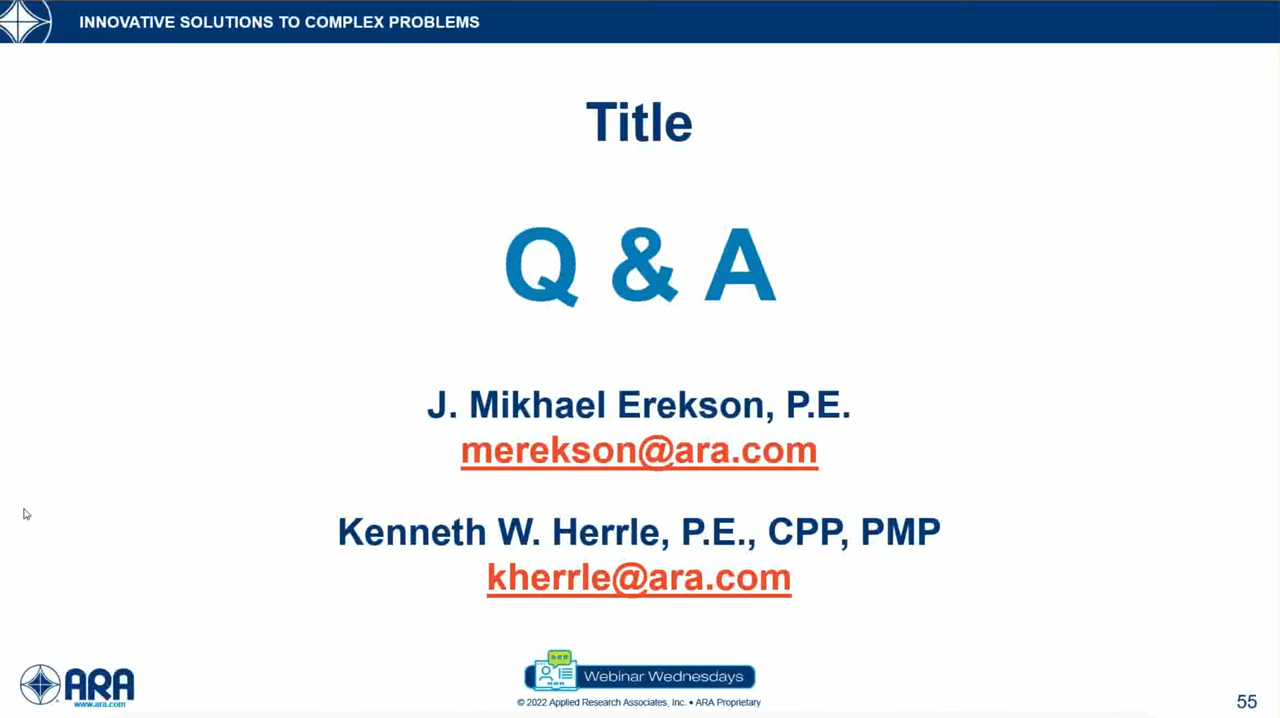 INNOVATIVE SOLUTIONS TO COMPLEX PROBLEMS
Title
Q & A
J. Mikhael Erekson, P.E.
merekson@ara.com
Kenneth W. Herrle, P.E., CPP, PMP
kherrle@ara.com
ARA
www.ara.com
Webinar Wednesdays
© 2022 Applied Research Associates, Inc. • ARA Proprietary
55